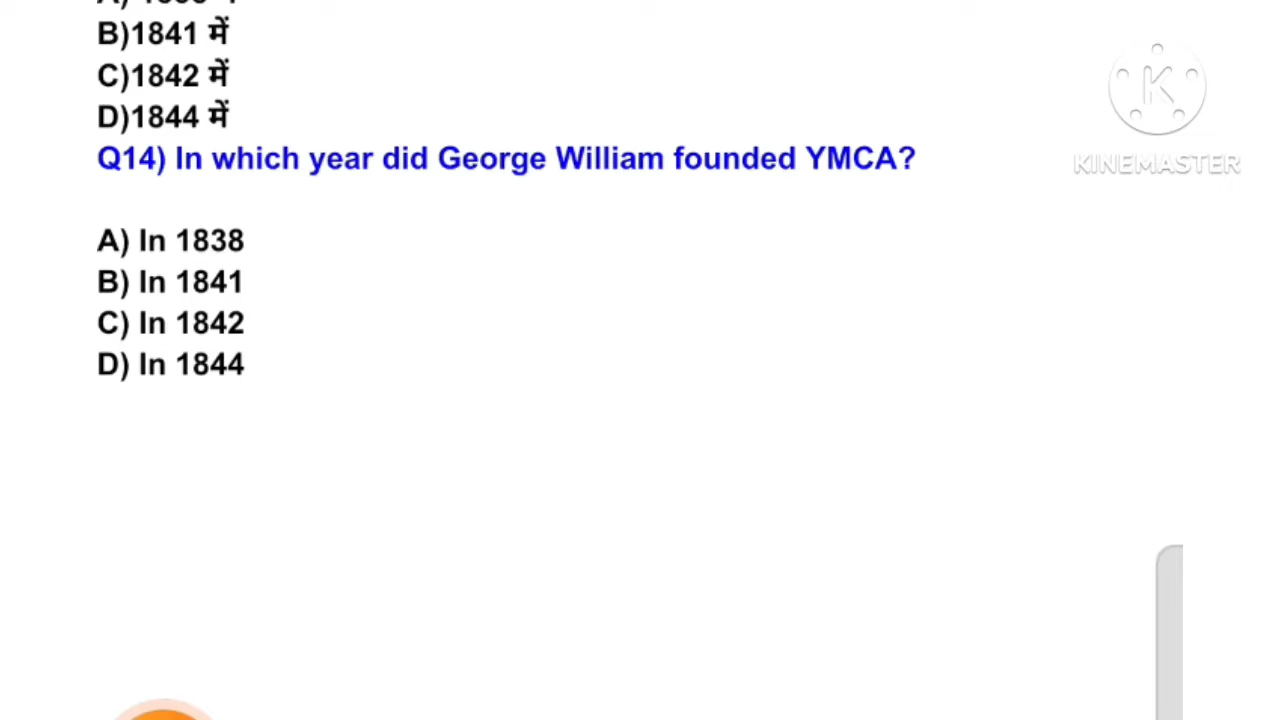 B)1841 में
C)1842 में
D)1844 में
Q14) In which year did George William founded YMCA?
A) In 1838
B) In 1841
C) In 1842
D) In 1844
KINEMASTER